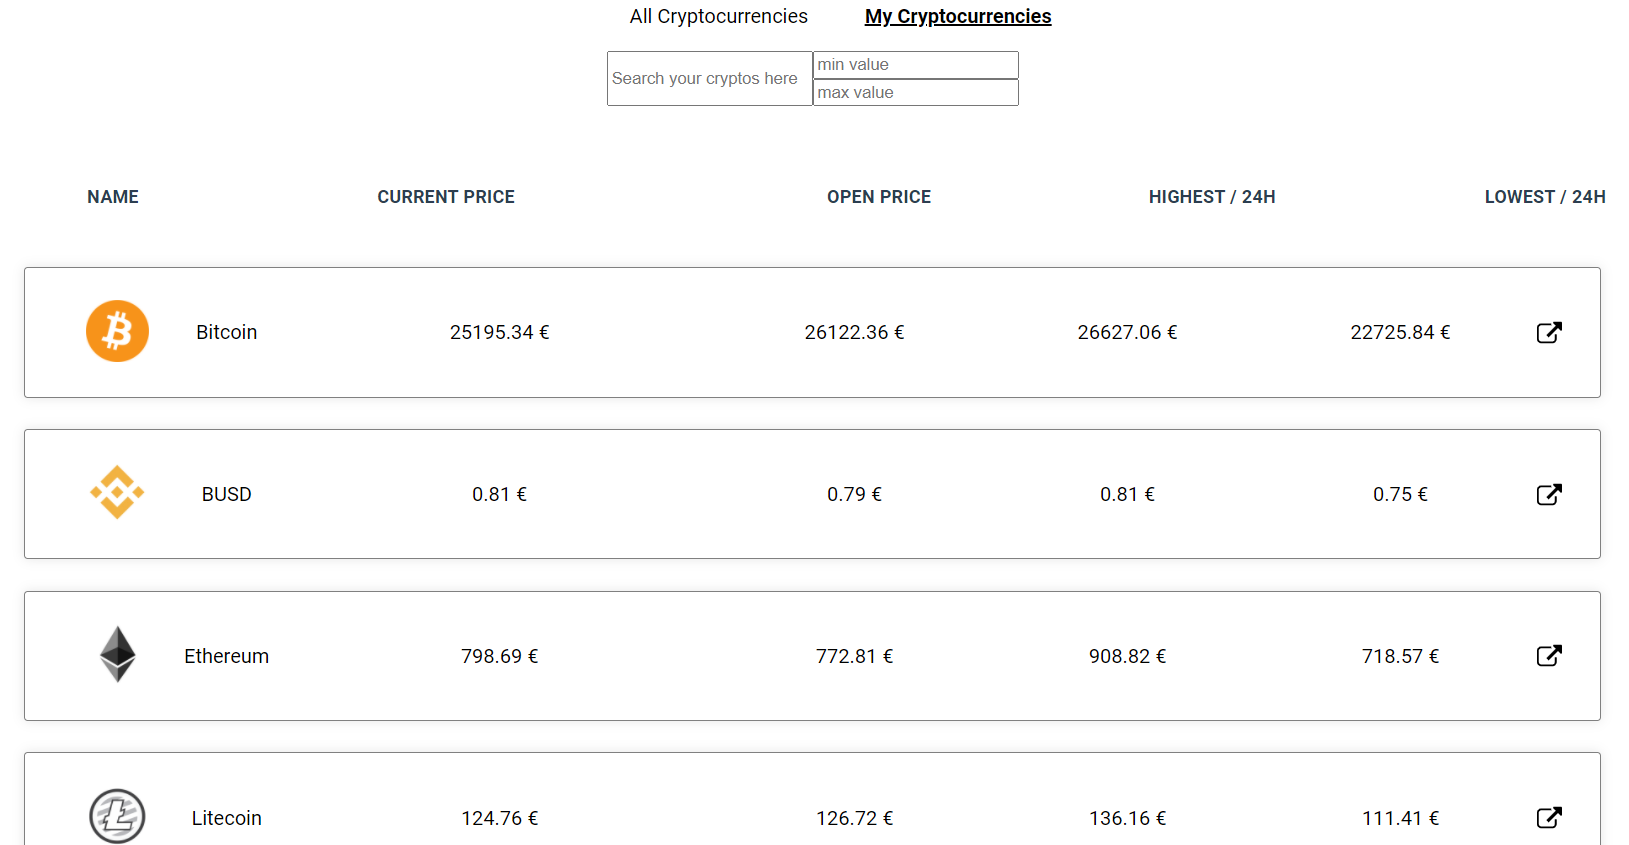 All Cryptocurrencies My Cryptocurrencies
Search your cryptos here
min value
max value
NAME CURRENT PRICE OPEN PRICE HIGHEST / 24H LOWEST / 24H
Bitcoin 25195.34 € 26122.36 € 26627.06 € 22725.84 €
BUSD 0.81 € 0.79 € 0.81 € 0.75 €
Ethereum 798.69 € 772.81 € 908.82 € 718.57 €
Litecoin 124.76 € 126.72 € 136.16 € 111.41 €